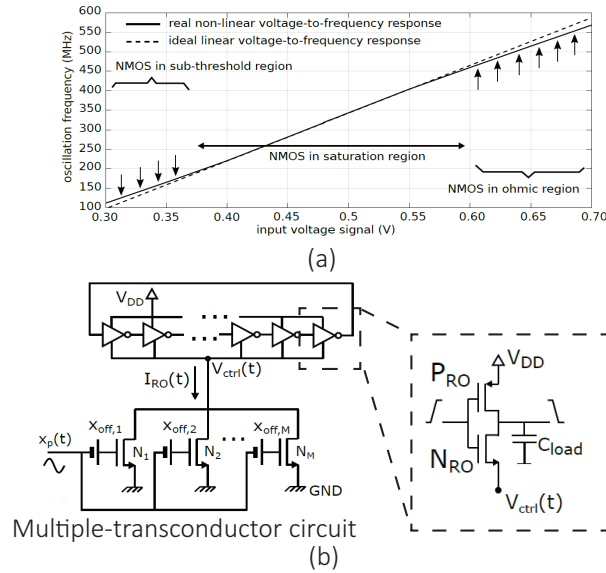 real non-linear voltage-to-frequency response
ideal linear voltage-to-frequency response
NMOS in sub-threshold region
NMOS in saturation region
NMOS in ohmic region
oscillation frequency (MHz)
600
550
500
450
400
350
300
250
200
150
100
0.30
0.35
0.40
0.45
0.50
0.55
0.60
0.65
0.70
input voltage signal (V)
(a)
VDD
IRO(t)
Vctrl(t)
xoff,1
xoff,2
xoff,M
xp(t)
N1
N2
NM
GND
Multiple-transconductor circuit
VDD
PRO
NRO
Cload
Vctrl(t)
(b)